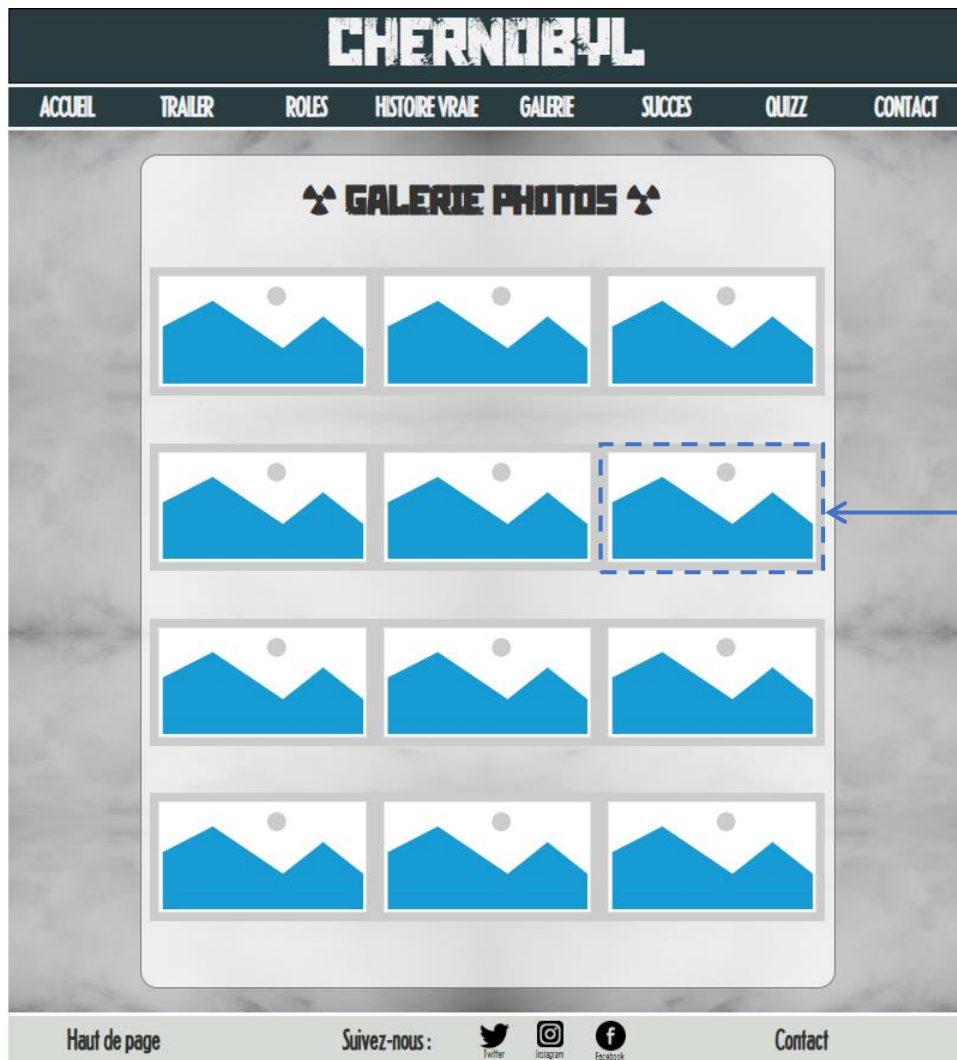 CHERNOBYL
ACCUEIL TRAILER ROLES HISTOIRE VRAIE GALERIE SUCCES QUIZZ CONTACT
GALERIE PHOTOS
Haut de page Suivez-nous : Twitter Instagram Facebook Contact